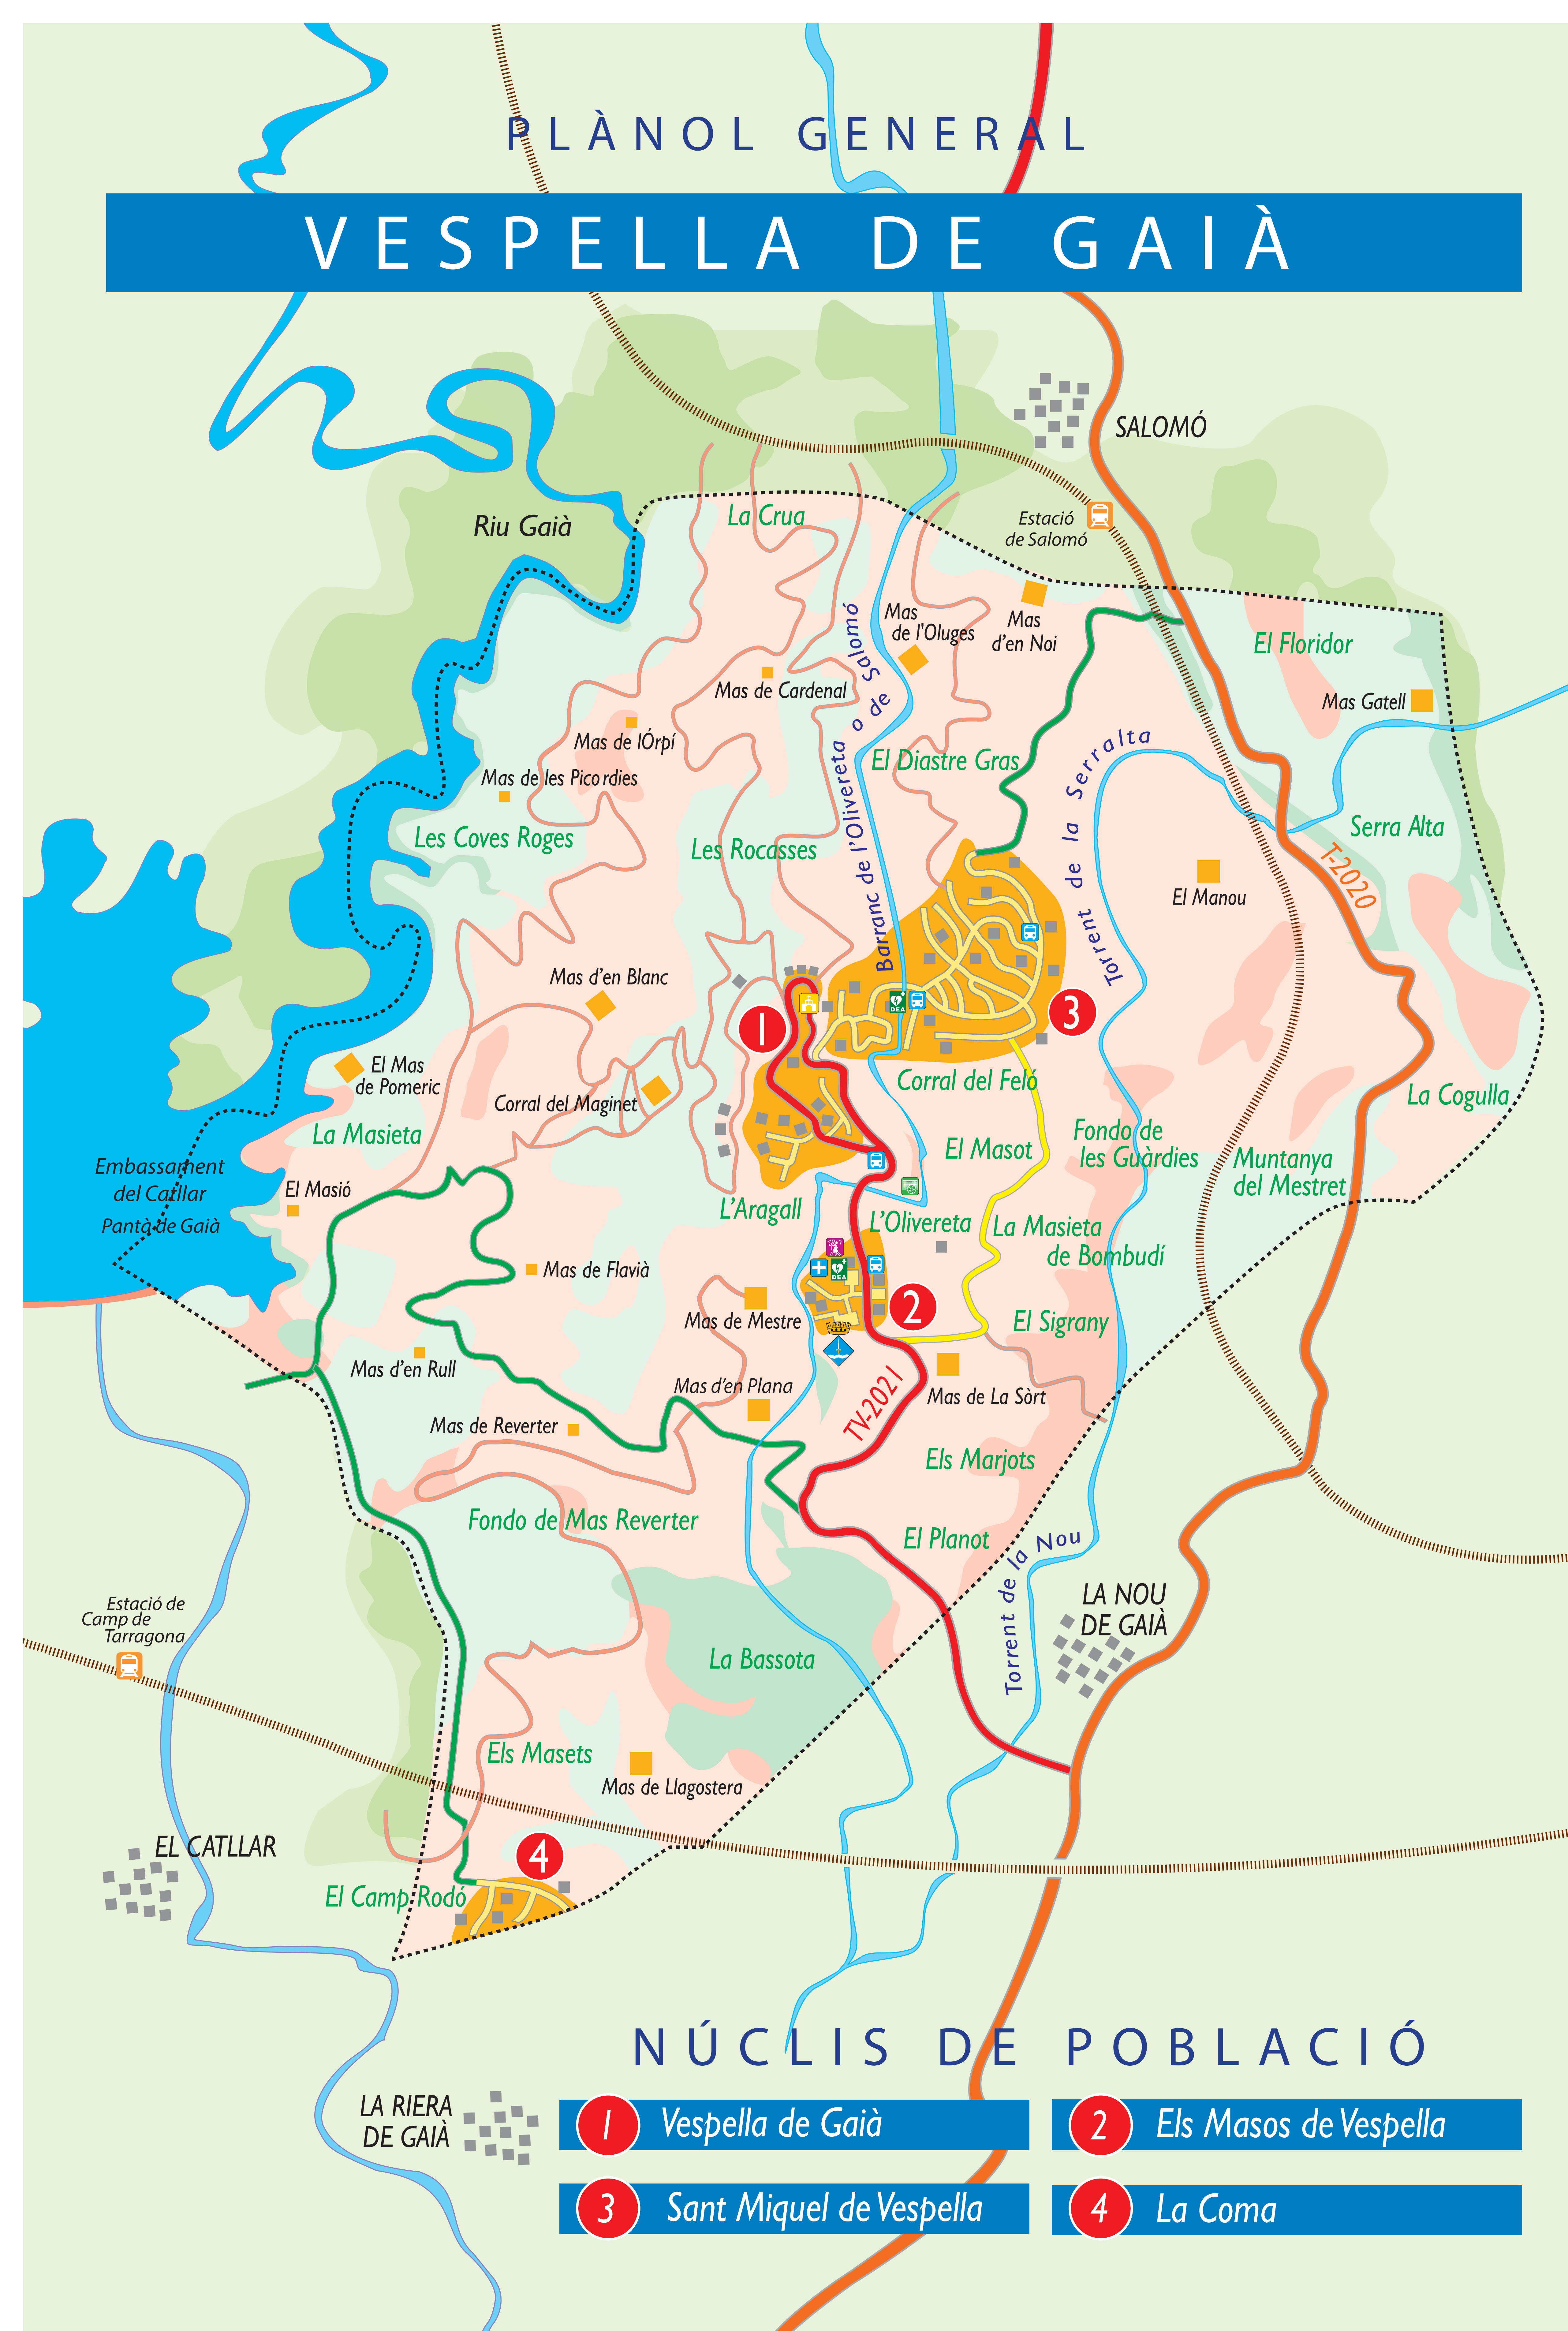 PLÀNOL GENERAL
VESPELLA DE GAIÀ
SALOMÓ
Riu Gaià
La Crua
Estació
de Salomó
Mas
de l'Oluges
Mas
d'en Noi
El Floridor
Mas Gatell
Mas de Cardenal
Barranc de l'Olivereta o de Salomó
Mas de lÓrpí
Mas de les Picordies
El Diastre Gras
Torrent de la Serralta
Les Coves Roges
Les Rocasses
Serra Alta
T-2020
El Manou
Mas d'en Blanc
1
3
El Mas
de Pomeric
Corral del Maginet
DEA
Corral del Feló
La Cogulla
La Masieta
El Masot
Fondo de
les Guàrdies
Muntanya
del Mestret
Embassament
del Catllar
Pantà de Gaià
El Masió
L'Aragall
L'Olivereta
La Masieta
de Bombudí
Mas de Flavià
DEA
Mas de Mestre
2
El Sigrany
Mas d'en Rull
Mas d'en Plana
Mas de La Sòrt
TV-2021
Mas de Reverter
Els Marjots
Fondo de Mas Reverter
El Planot
Torrent de la Nou
LA NOU
DE GAIÀ
Estació de
Camp de
Tarragona
La Bassota
Els Masets
Mas de Llagostera
EL CATLLAR
4
El Camp Rodó
NÚCLIS DE POBLACIÓ
LA RIERA
DE GAIÀ
1 Vespella de Gaià
2 Els Masos de Vespella
3 Sant Miquel de Vespella
4 La Coma